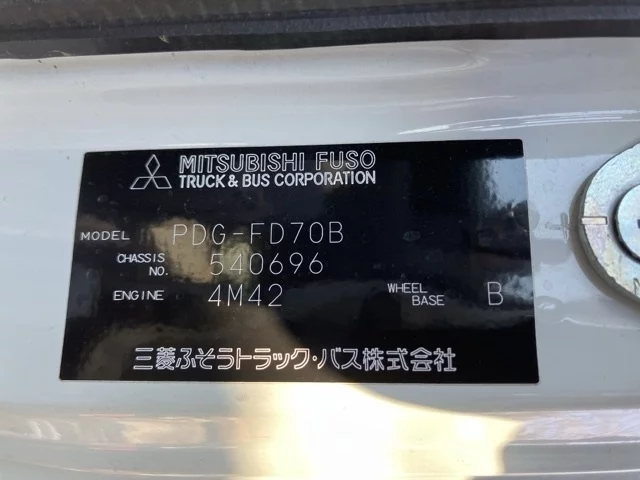 MITSUBISHI FUSO
TRUCK & BUS CORPORATION
MODEL PDG-FD70B
CHASSIS NO. 540696
ENGINE 4M42 WHEEL BASE B
三菱ふそうトラック・バス株式会社